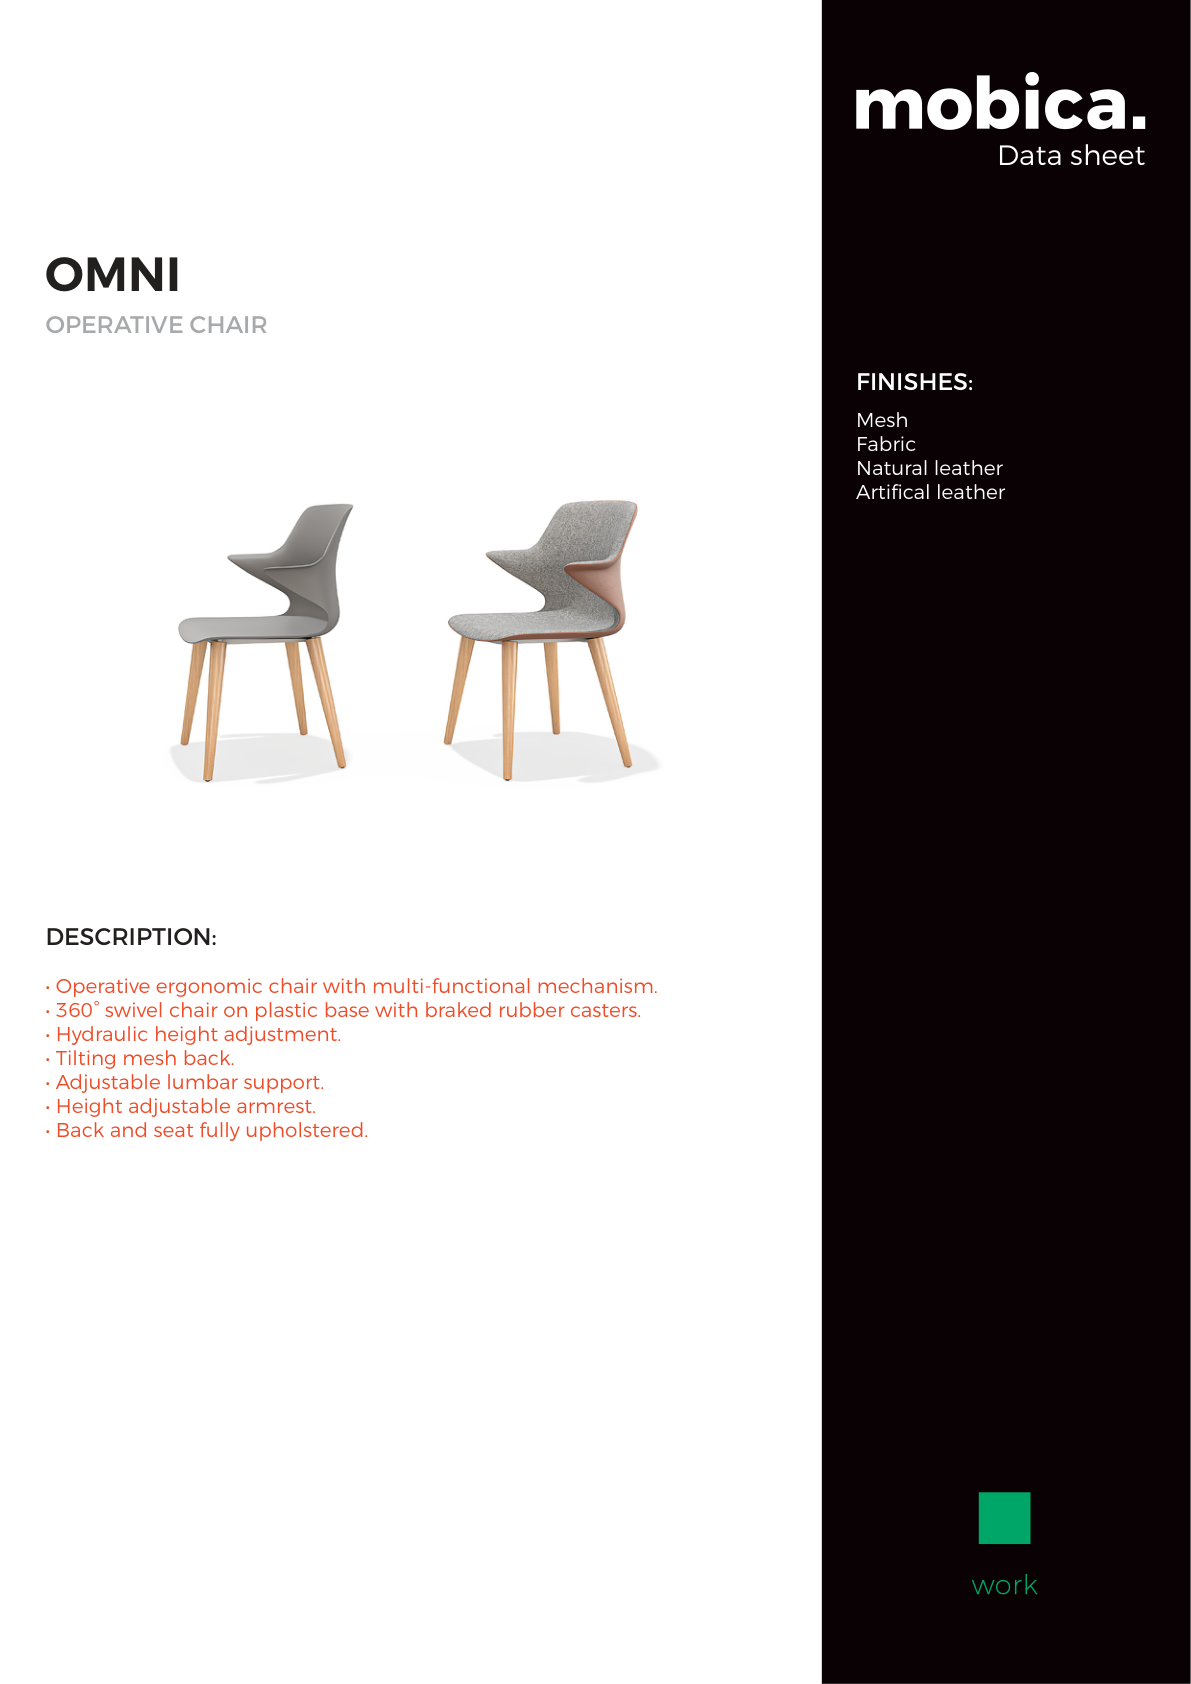 mobica.
Data sheet
OMNI
OPERATIVE CHAIR
FINISHES:
Mesh
Fabric
Natural leather
Artifical leather
DESCRIPTION:
• Operative ergonomic chair with multi-functional mechanism.
• 360° swivel chair on plastic base with braked rubber casters.
• Hydraulic height adjustment.
• Tilting mesh back.
• Adjustable lumbar support.
• Height adjustable armrest.
• Back and seat fully upholstered.
work